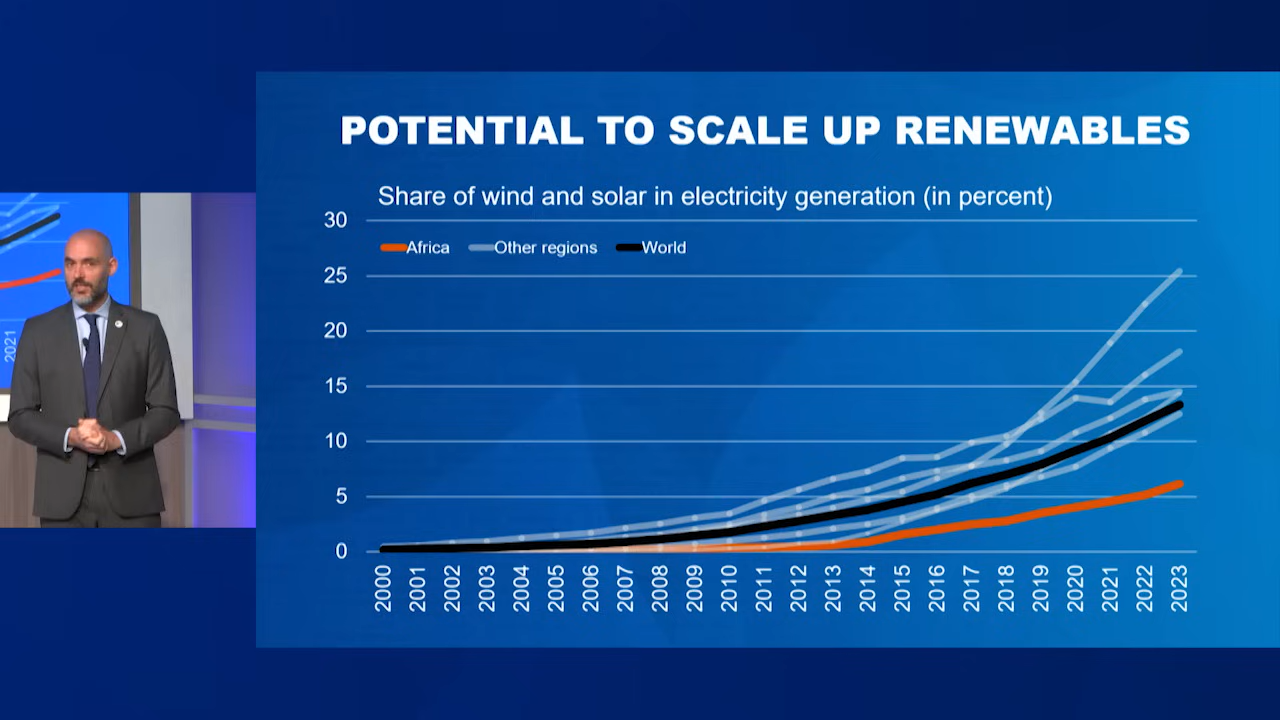 POTENTIAL TO SCALE UP RENEWABLES
Share of wind and solar in electricity generation (in percent)
30
Africa Other regions World
25
20
15
10
5
0
2000 2001 2002 2003 2004 2005 2006 2007 2008 2009 2010 2011 2012 2013 2014 2015 2016 2017 2018 2019 2020 2021 2022 2023
2021